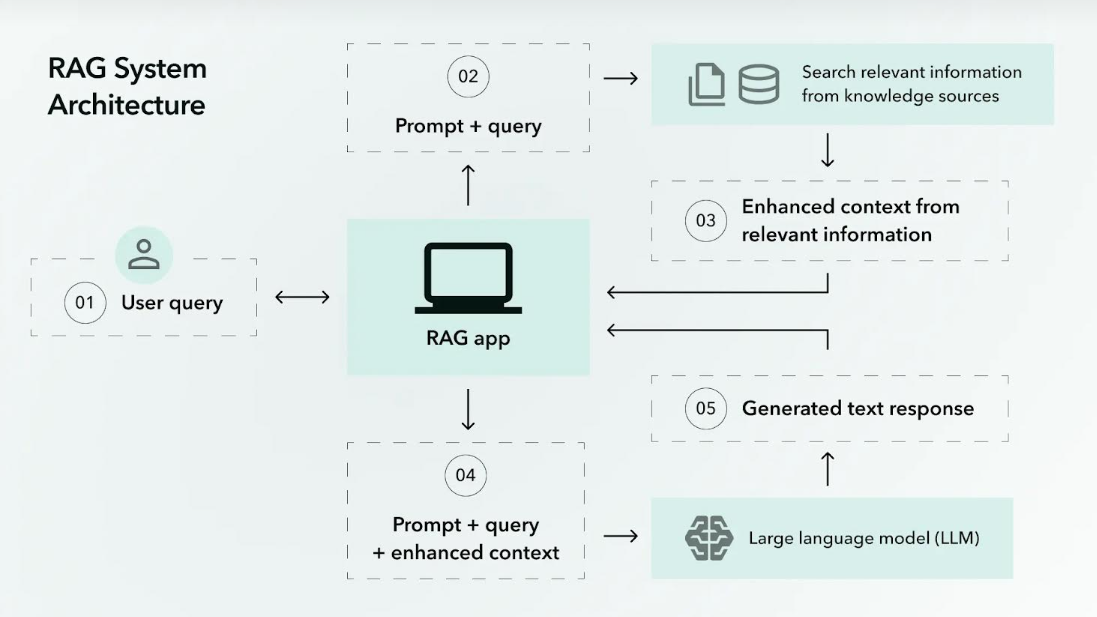 RAG System
Architecture
01
User query
RAG app
02
Prompt + query
Search relevant information
from knowledge sources
03
Enhanced context from
relevant information
04
Prompt + query
+ enhanced context
Large language model (LLM)
05
Generated text response